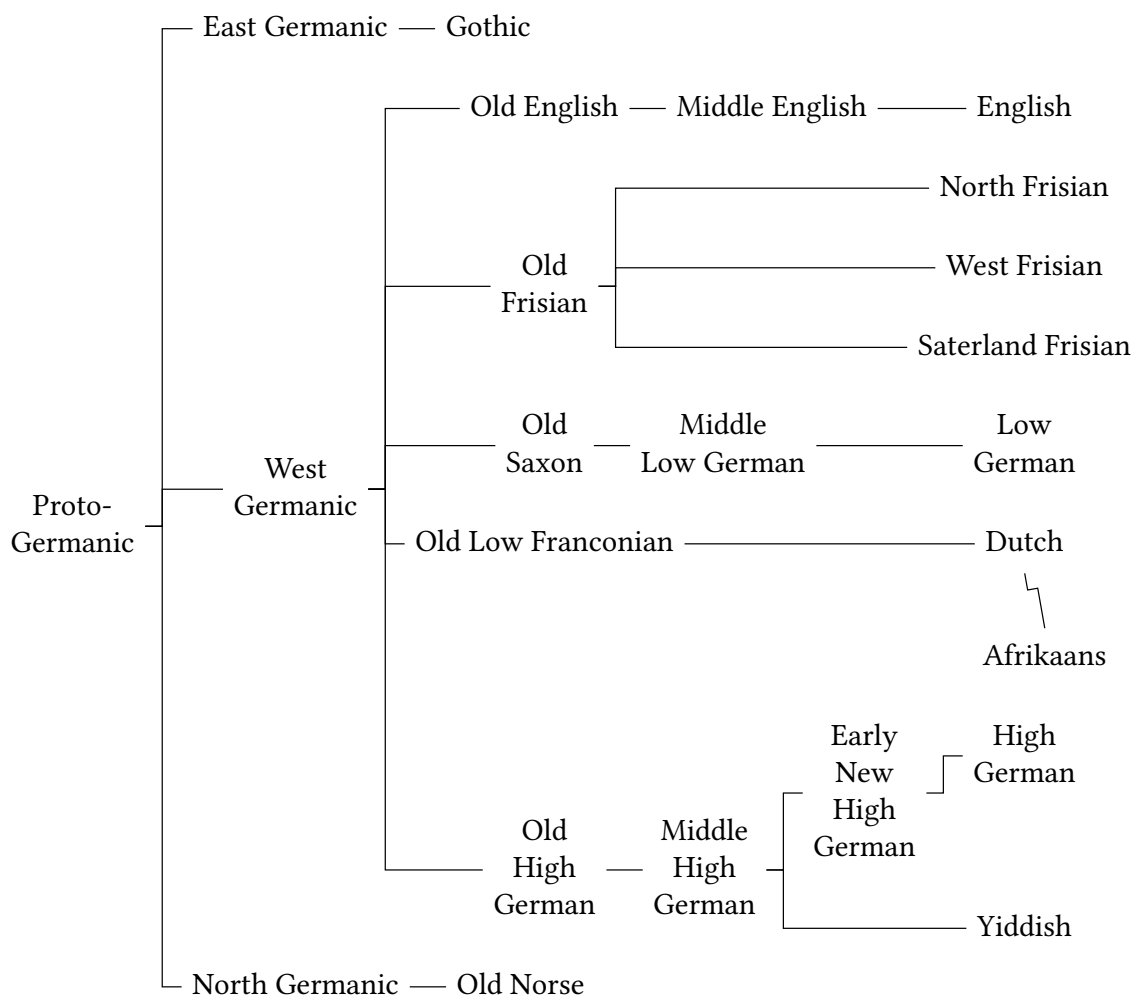 East Germanic
Gothic
Old English
Middle English
English
North Frisian
Old
Frisian
West Frisian
Saterland Frisian
Old
Saxon
Middle
Low German
Low
German
West
Germanic
Proto-
Germanic
Old Low Franconian
Dutch
Afrikaans
Early
New
High
German
High
German
Old
High
German
Middle
High
German
Yiddish
North Germanic
Old Norse